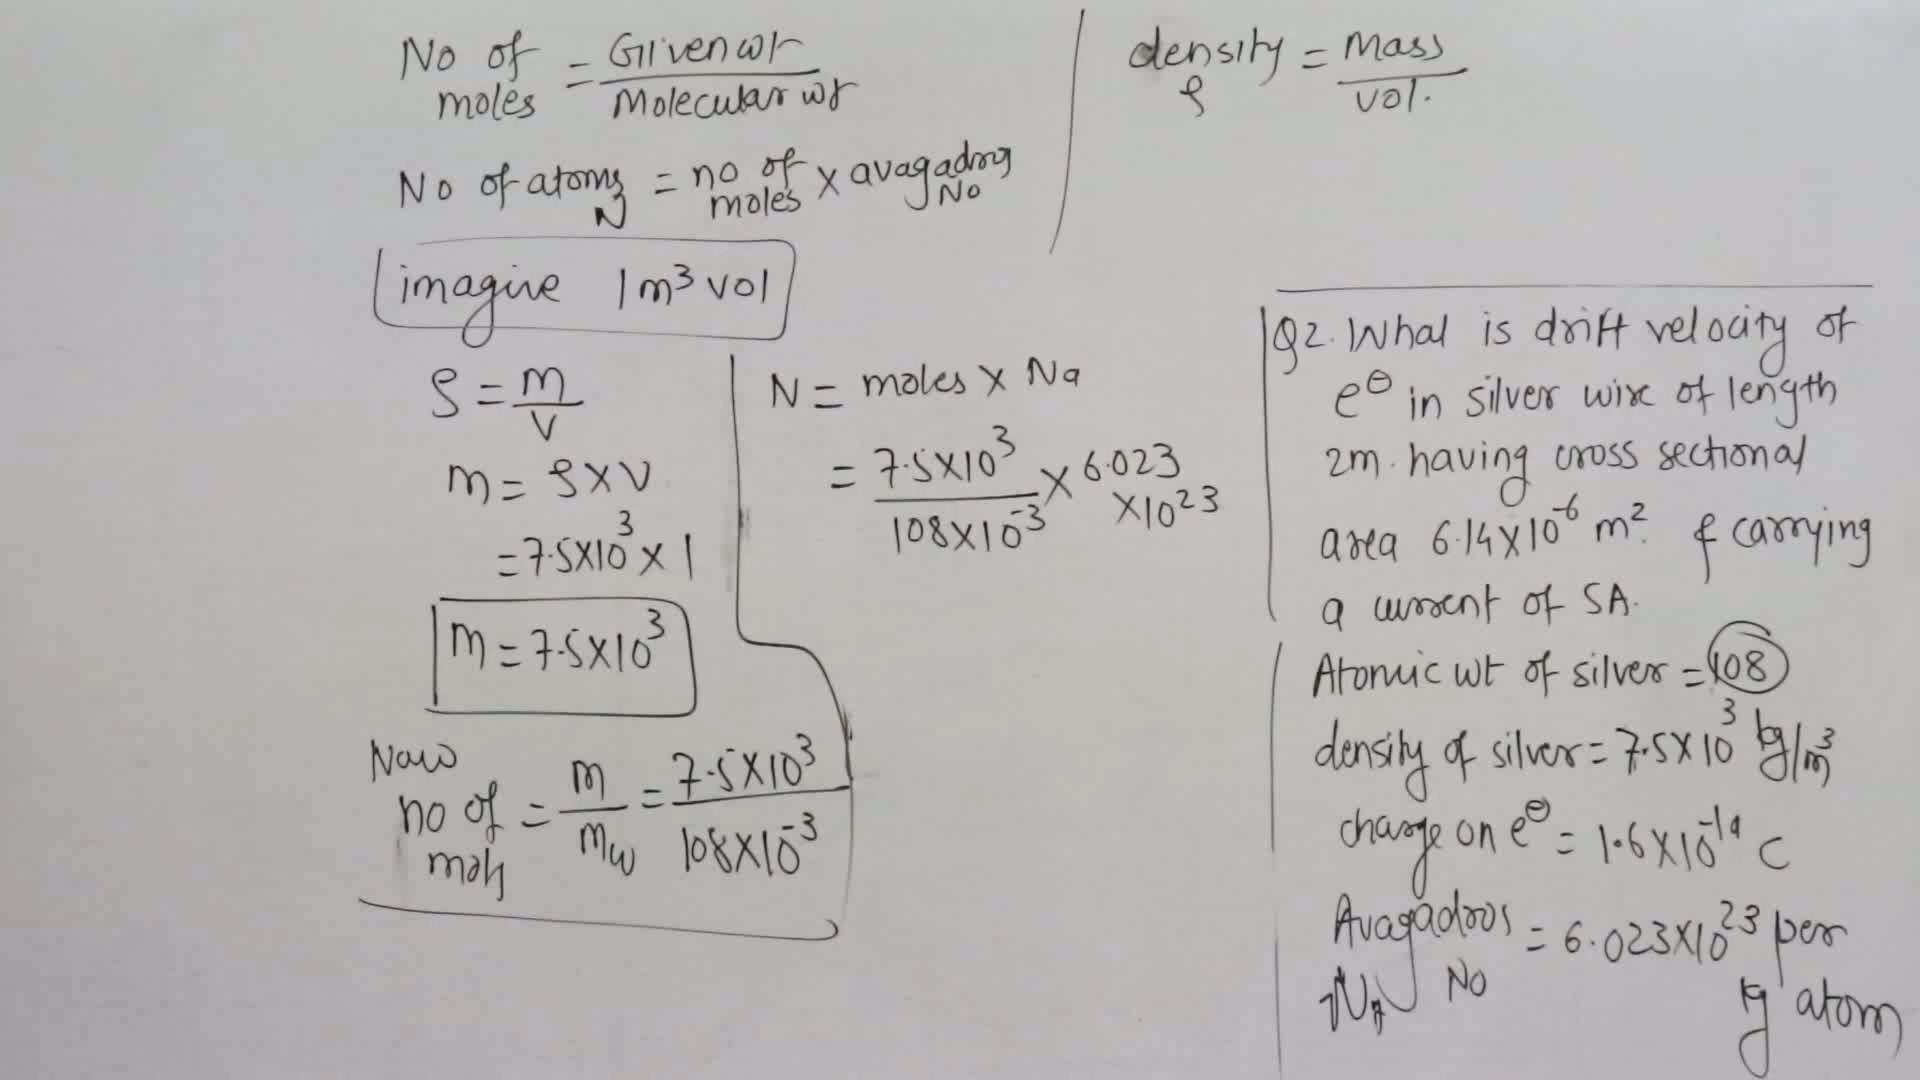 No of moles = Given wt / Molecular wt
No of atoms N = no of moles x avagadros No
imagine 1m³ vol
ρ = m / v
m = ρ x v
= 7.5x10³ x 1
m = 7.5x10³
Now
no of mols = m / mw = 7.5x10³ / 108x10⁻³
N = moles x Na
= 7.5x10³ / 108x10⁻³ x 6.023 x10²³
density ρ = Mass / vol.
Q2. What is drift velocity of
e⊖ in silver wire of length
2m. having cross sectional
area 6.14x10⁻⁶ m². & carrying
a current of 5A.
Atomic wt of silver = 108
density of silver = 7.5x10³ kg/m³
charge on e⊖ = 1.6x10⁻¹⁹ C
Avagadros No = 6.023x10²³ per
NA
kg atom